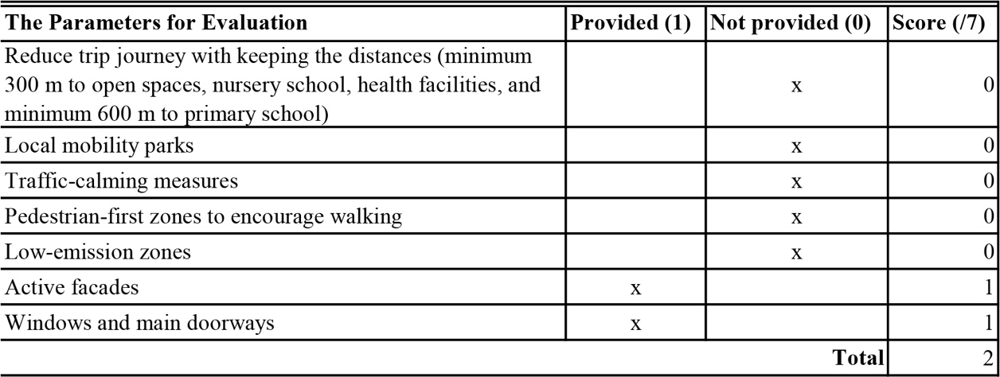 The Parameters for Evaluation Provided (1) Not provided (0) Score (/7)
Reduce trip journey with keeping the distances (minimum
300 m to open spaces, nursery school, health facilities, and x 0
minimum 600 m to primary school)
Local mobility parks x 0
Traffic-calming measures x 0
Pedestrian-first zones to encourage walking x 0
Low-emission zones x 0
Active facades x 1
Windows and main doorways x 1
Total 2